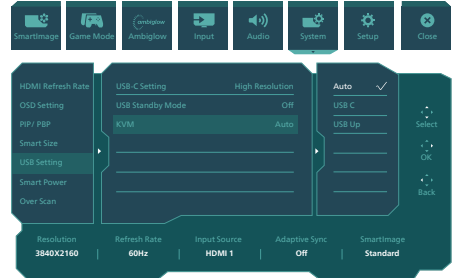 SmartImage
Game Mode
ambiglow
Ambiglow
Input
Audio
System
Setup
Close
HDMI Refresh Rate
OSD Setting
PIP/ PBP
Smart Size
USB Setting
Smart Power
Over Scan
USB-C Setting High Resolution
USB Standby Mode Off
KVM Auto
Auto
USB C
USB Up
Select
OK
Back
Resolution Refresh Rate Input Source Adaptive Sync SmartImage
3840X2160 60Hz HDMI 1 Off Standard